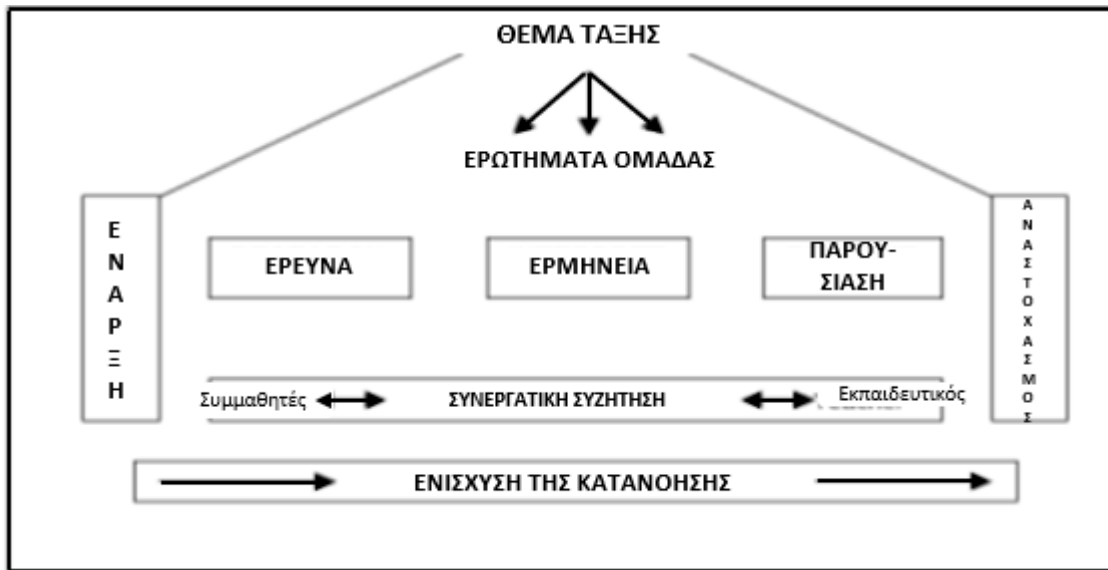 ΘΕΜΑ ΤΑΞΗΣ
ΕΡΩΤΗΜΑΤΑ ΟΜΑΔΑΣ
ΕΝΑΡΞΗ
ΕΡΕΥΝΑ
ΕΡΜΗΝΕΙΑ
ΠΑΡΟΥ-
ΣΙΑΣΗ
ΑΝΑΣΤΟΧΑΣΜΟΣ
Συμμαθητές
ΣΥΝΕΡΓΑΤΙΚΗ ΣΥΖΗΤΗΣΗ
Εκπαιδευτικός
ΕΝΙΣΧΥΣΗ ΤΗΣ ΚΑΤΑΝΟΗΣΗΣ